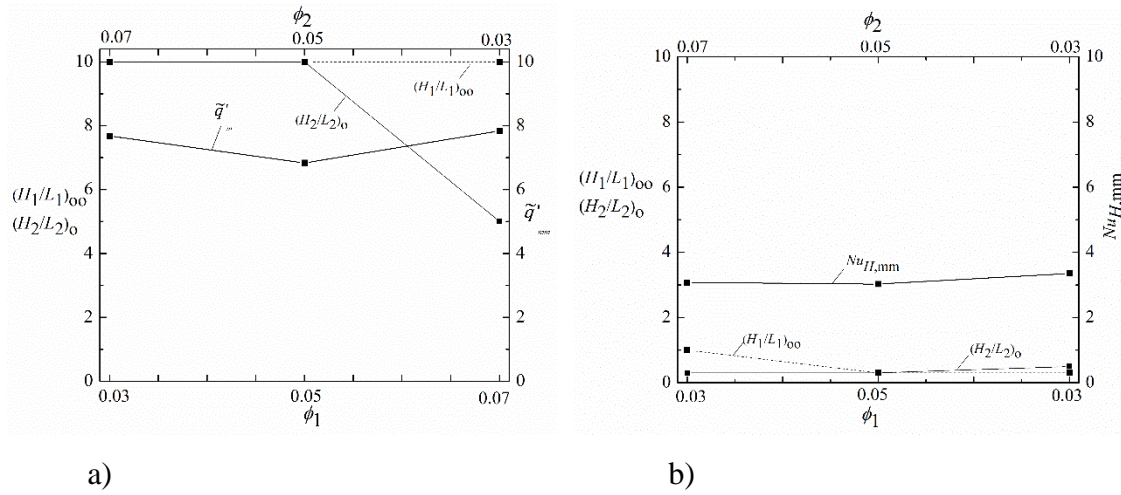 ϕ2
0.07 0.05 0.03
10 10
(H1/L1)oo
q̃'m
(H2/L2)o
8 8
6 6
(H1/L1)oo
(H2/L2)o
q̃'mm
4 4
2 2
0 0
0.03 0.05 0.07
ϕ1
a)
ϕ2
0.07 0.05 0.03
10 10
8 8
6 6
(H1/L1)oo
(H2/L2)o
NuH,mm
4 4
NuH,mm
2 2
(H1/L1)oo
(H2/L2)o
0 0
0.03 0.05 0.03
ϕ1
b)